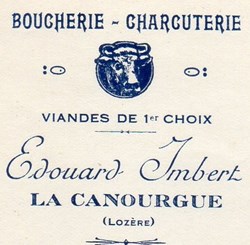 BOUCHERIE - CHARCUTERIE
VIANDES DE 1er CHOIX
Edouard Imbert
LA CANOURGUE
(LOZÈRE)